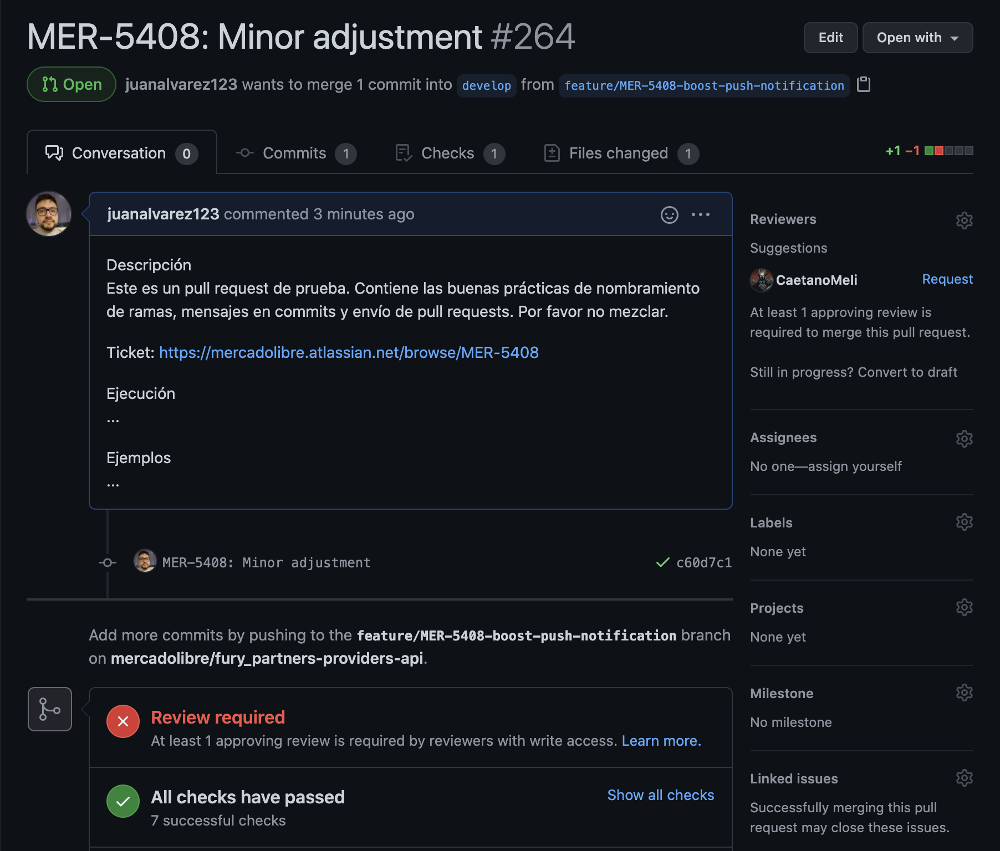 MER-5408: Minor adjustment #264
Edit
Open with
Open
juanalvarez123 wants to merge 1 commit into develop from feature/MER-5408-boost-push-notification
Conversation 0
Commits 1
Checks 1
Files changed 1
+1 −1
juanalvarez123 commented 3 minutes ago
Descripción
Este es un pull request de prueba. Contiene las buenas prácticas de nombramiento
de ramas, mensajes en commits y envío de pull requests. Por favor no mezclar.
Ticket: https://mercadolibre.atlassian.net/browse/MER-5408
Ejecución
...
Ejemplos
...
MER-5408: Minor adjustment
c60d7c1
Add more commits by pushing to the feature/MER-5408-boost-push-notification branch
on mercadolibre/fury_partners-providers-api.
Review required
At least 1 approving review is required by reviewers with write access. Learn more.
All checks have passed
7 successful checks
Show all checks
Reviewers
Suggestions
CaetanoMeli
Request
At least 1 approving review is
required to merge this pull request.
Still in progress? Convert to draft
Assignees
No one—assign yourself
Labels
None yet
Projects
None yet
Milestone
No milestone
Linked issues
Successfully merging this pull
request may close these issues.